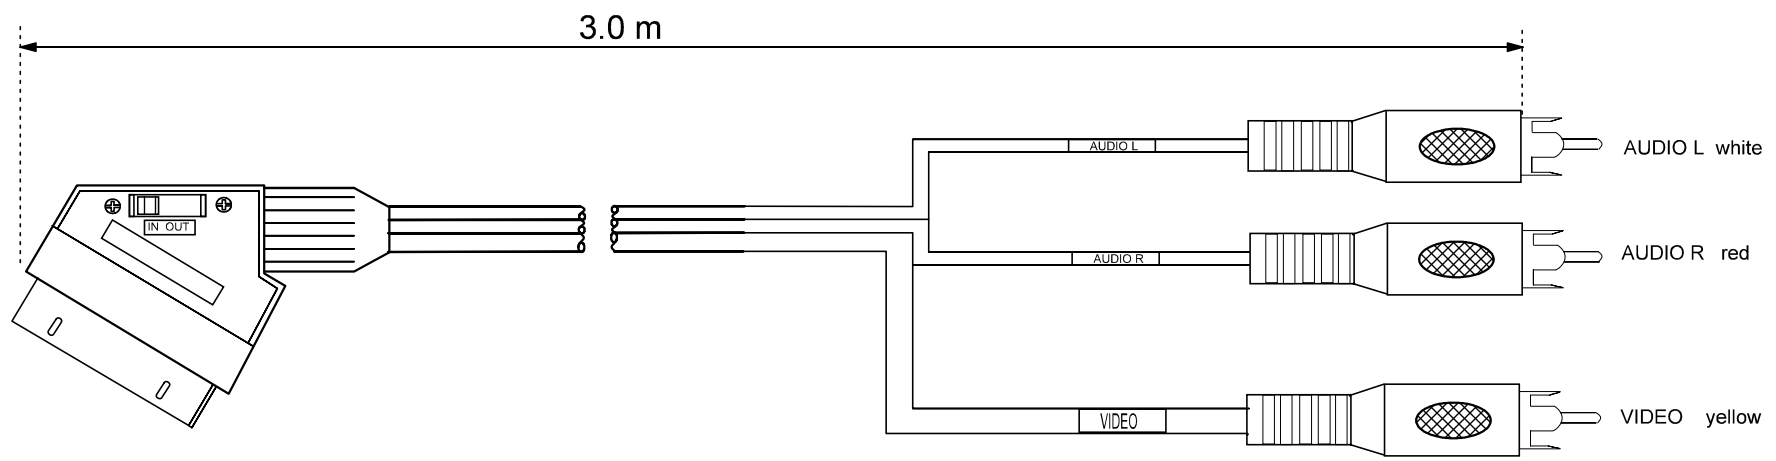 3.0 m
AUDIO L
AUDIO L white
IN OUT
AUDIO R
AUDIO R red
VIDEO
VIDEO yellow